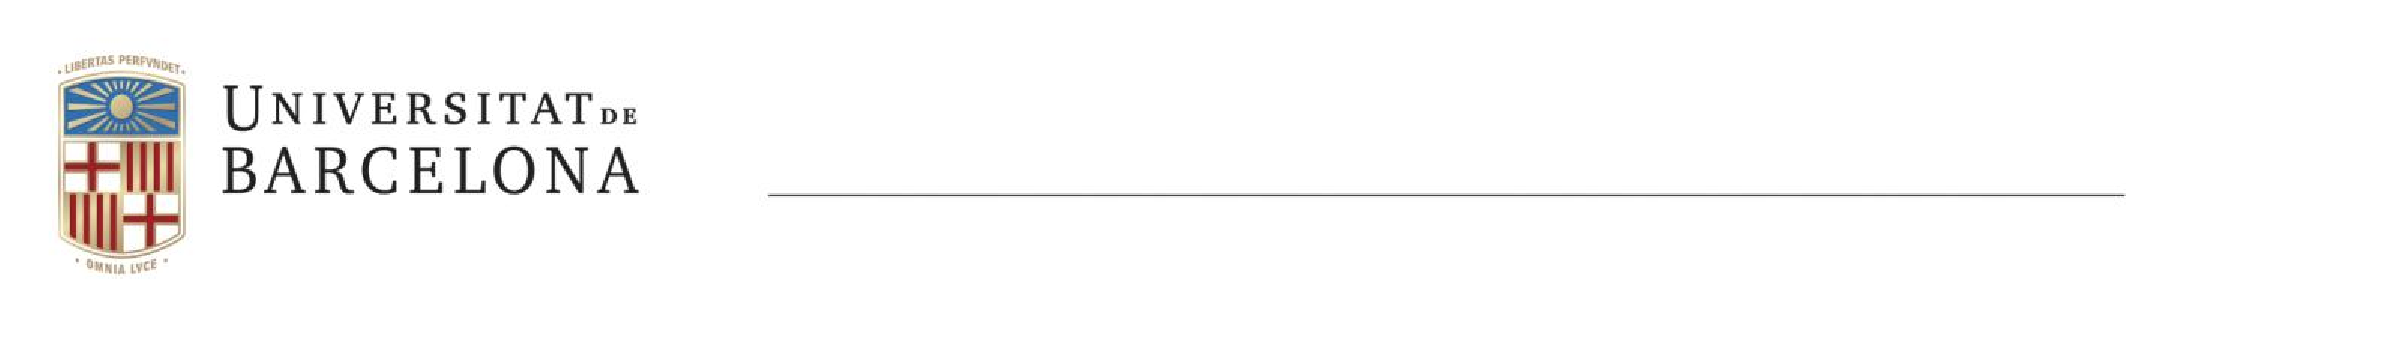 · LIBERTAS PERFVNDET ·
UNIVERSITAT DE
BARCELONA
· OMNIA LVCE ·